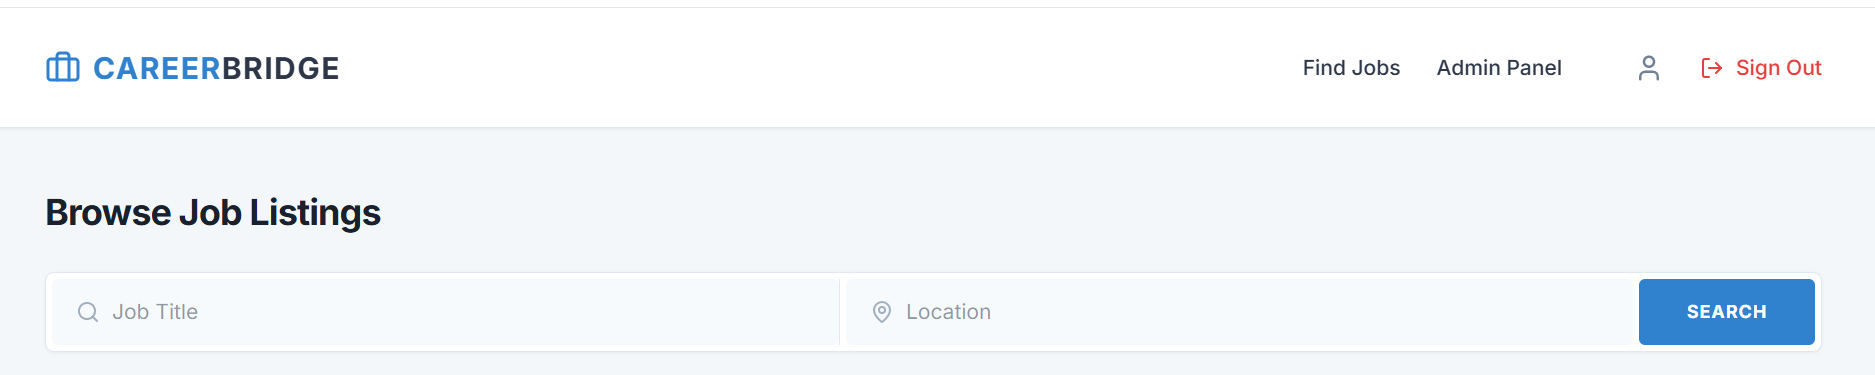 CAREERBRIDGE
Find Jobs
Admin Panel
Sign Out
Browse Job Listings
Job Title
Location
SEARCH